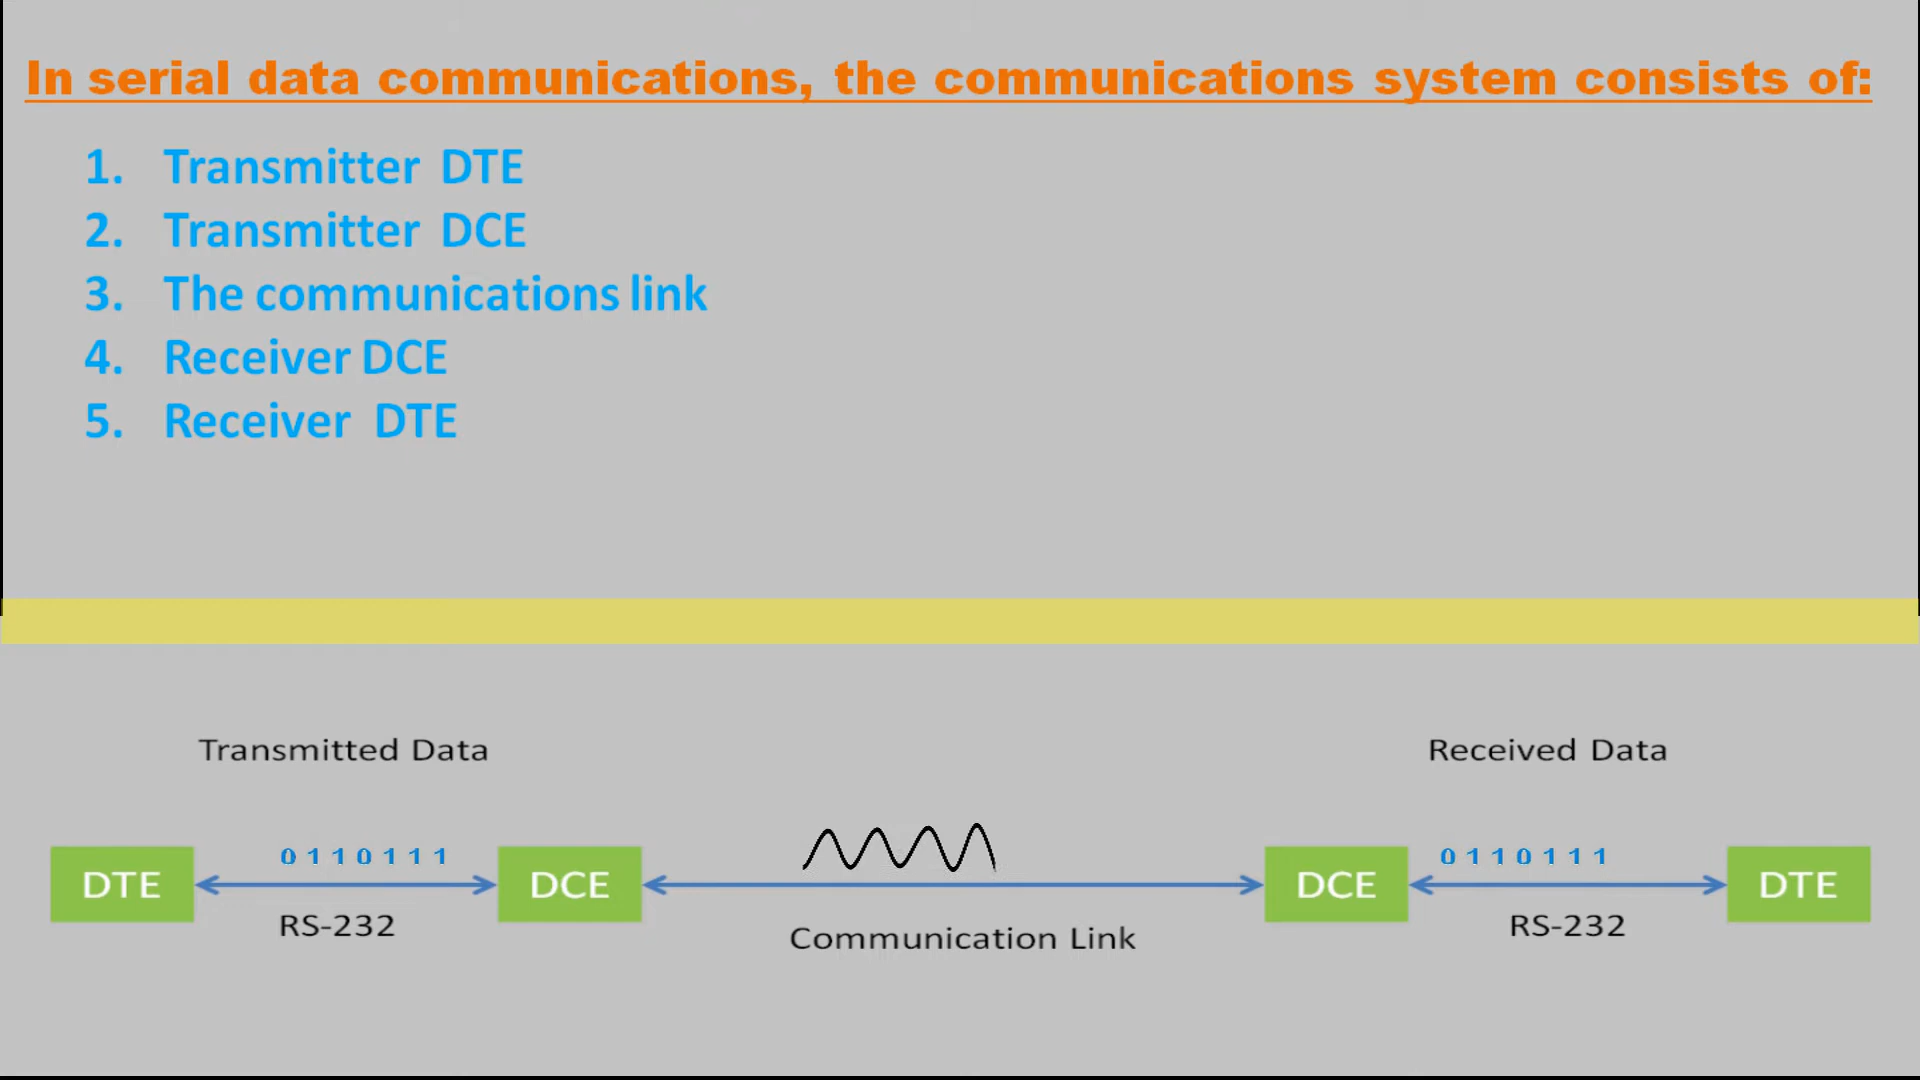 In serial data communications, the communications system consists of:
1. Transmitter DTE
2. Transmitter DCE
3. The communications link
4. Receiver DCE
5. Receiver DTE
Transmitted Data
Received Data
0 1 1 0 1 1 1
0 1 1 0 1 1 1
DTE
DCE
DCE
DTE
RS-232
Communication Link
RS-232